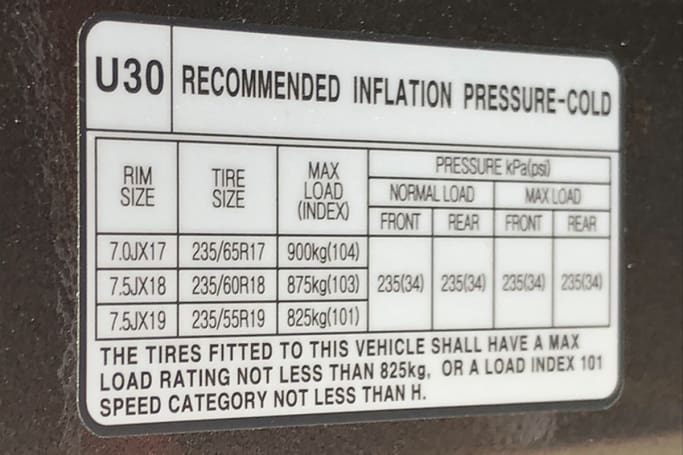 U30 RECOMMENDED INFLATION PRESSURE-COLD
RIM SIZE TIRE SIZE MAX LOAD (INDEX) PRESSURE kPa(psi)
NORMAL LOAD MAX LOAD
FRONT REAR FRONT REAR
7.0JX17 235/65R17 900kg(104)
7.5JX18 235/60R18 875kg(103) 235(34) 235(34) 235(34) 235(34)
7.5JX19 235/55R19 825kg(101)
THE TIRES FITTED TO THIS VEHICLE SHALL HAVE A MAX
LOAD RATING NOT LESS THAN 825kg, OR A LOAD INDEX 101
SPEED CATEGORY NOT LESS THAN H.